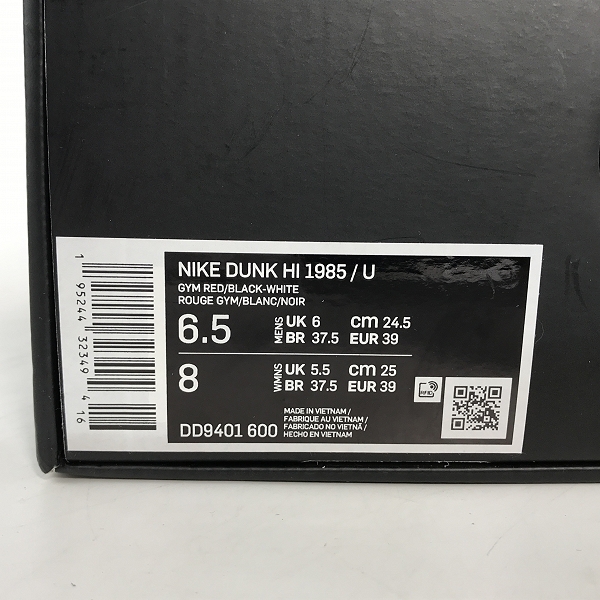 NIKE DUNK HI 1985 / U
GYM RED/BLACK-WHITE
ROUGE GYM/BLANC/NOIR
6.5 MENS UK 6 cm 24.5
BR 37.5 EUR 39
8 WMNS UK 5.5 cm 25
BR 37.5 EUR 39
RFID
DD9401 600
MADE IN VIETNAM /
FABRIQUE AU VIETNAM /
FABRICADO NO VIETNÃ /
HECHO EN VIETNAM
1 95244 32349 4 16